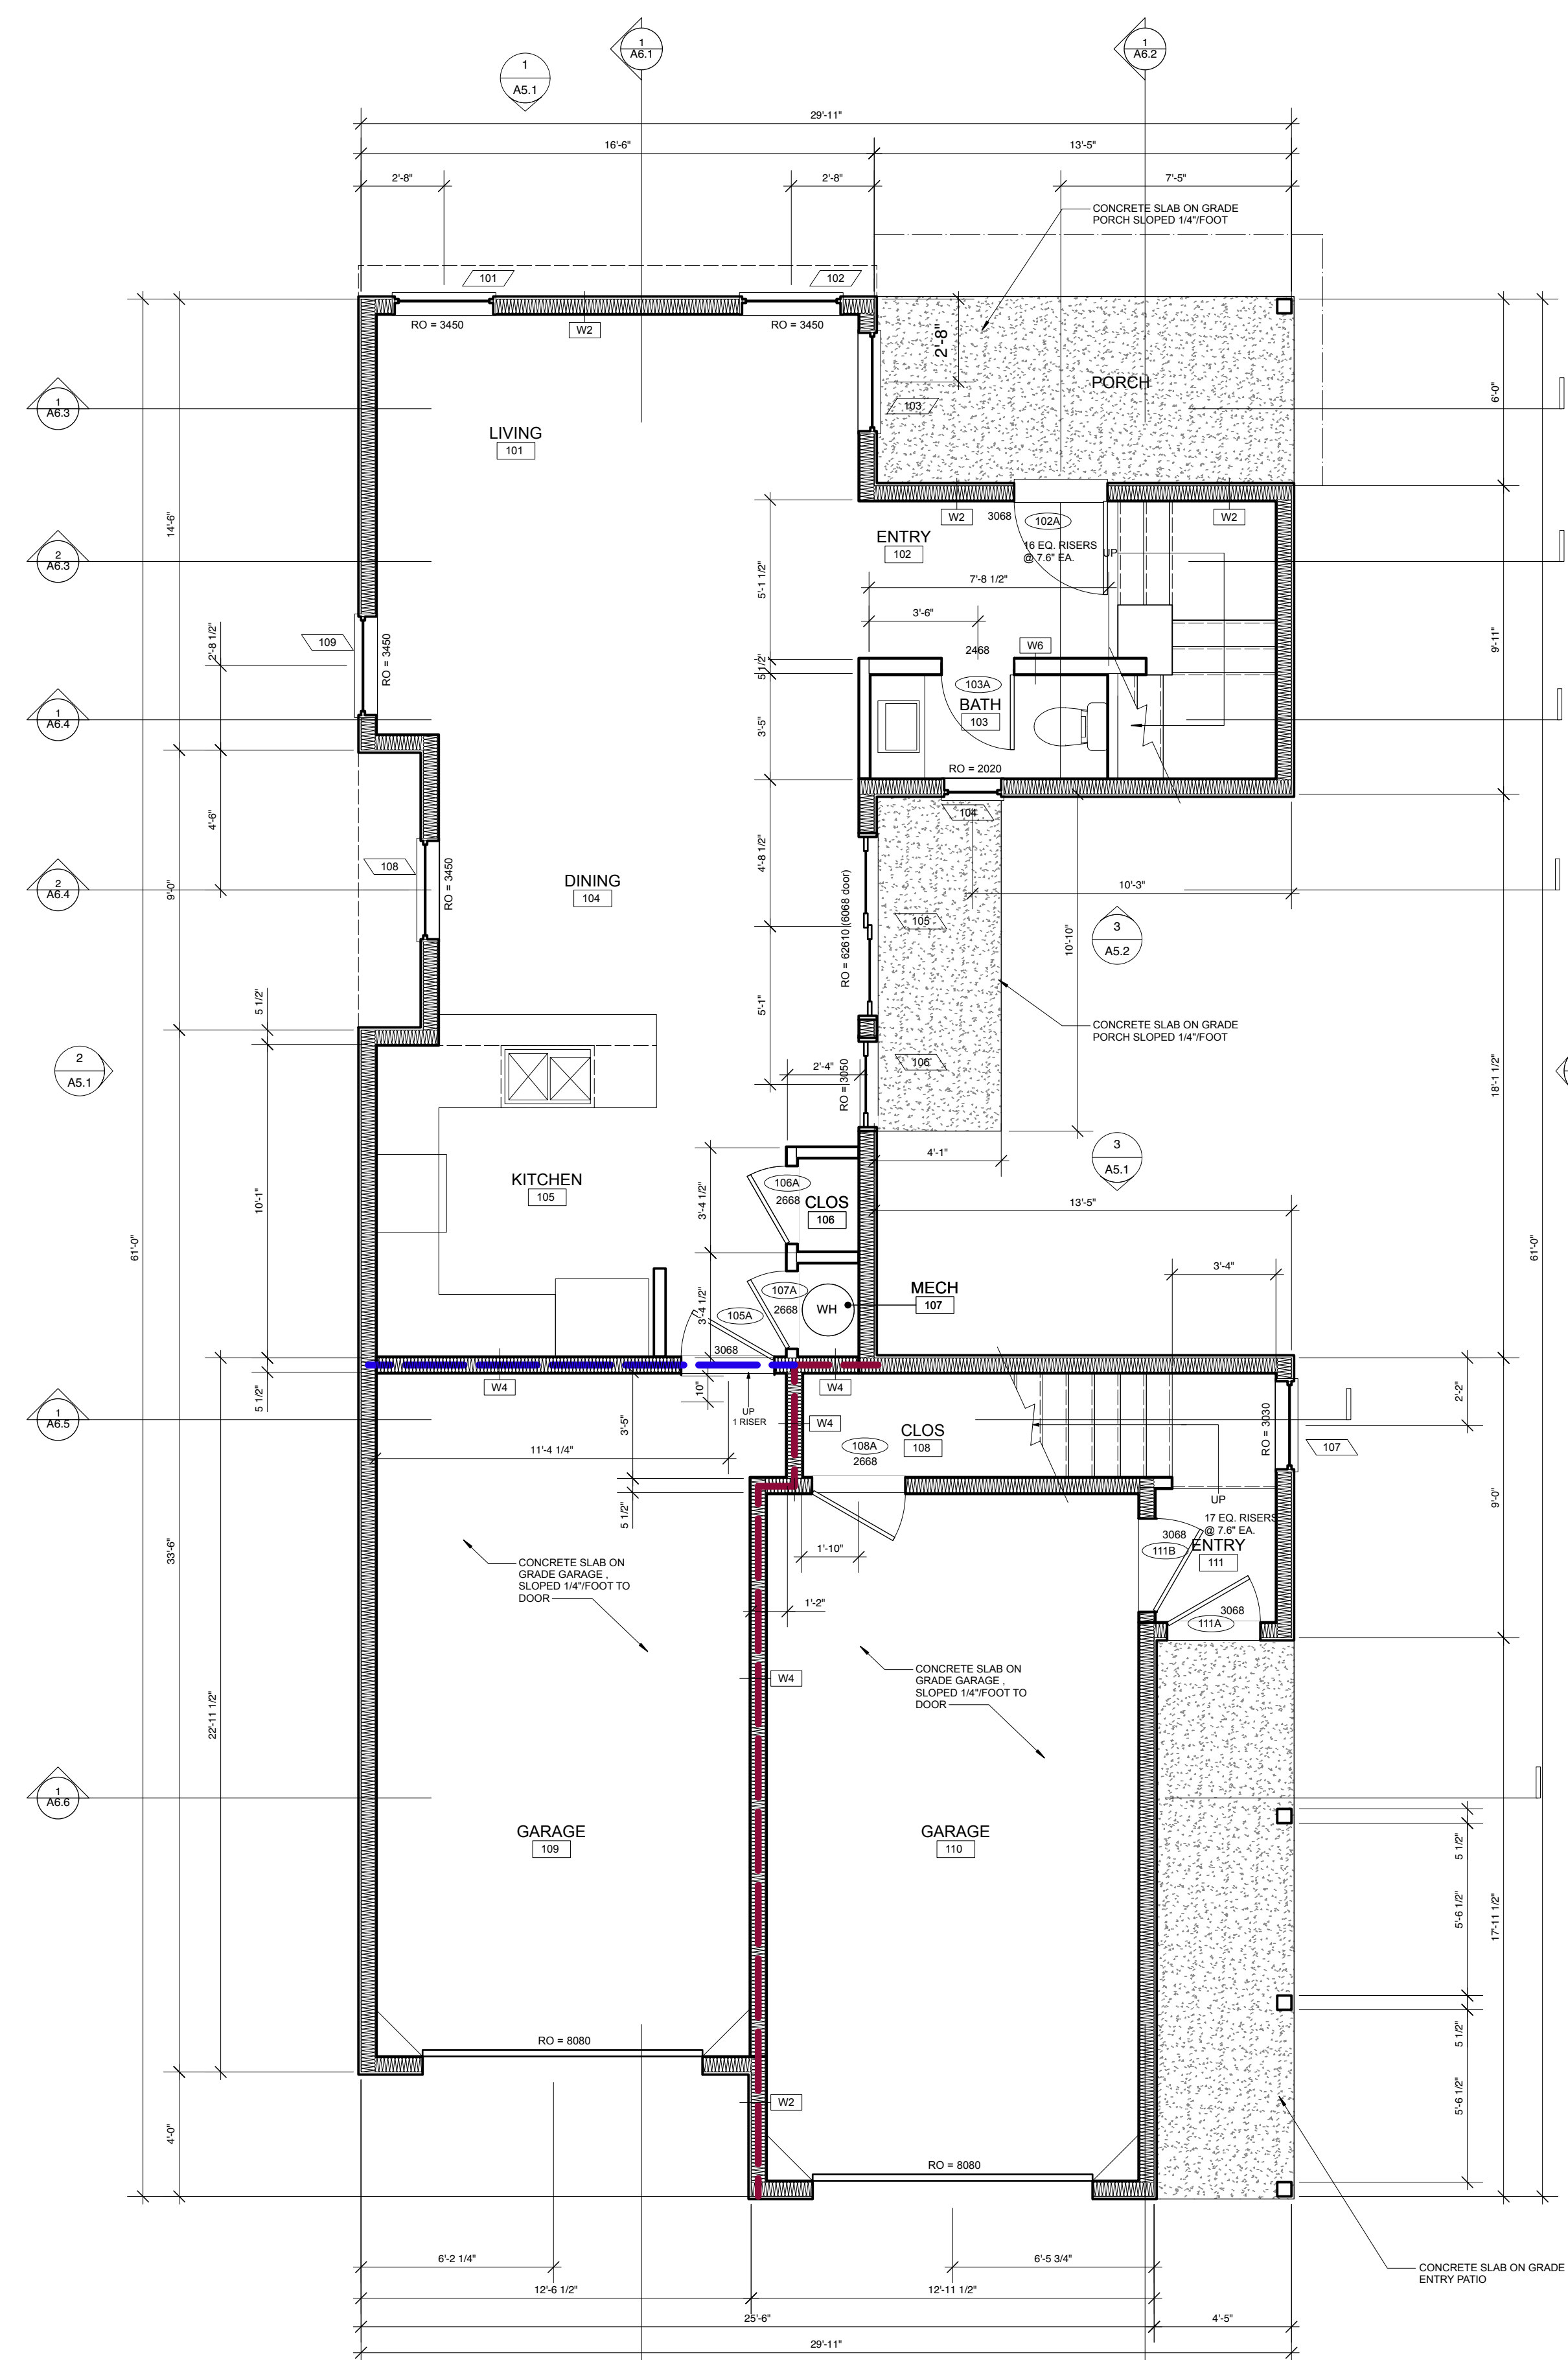 1
A6.1
1
A6.2
1
A5.1
29'-11"
16'-6"
13'-5"
2'-8"
2'-8"
7'-5"
CONCRETE SLAB ON GRADE
PORCH SLOPED 1/4"/FOOT
101
102
RO = 3450
W2
RO = 3450
2'-8"
PORCH
103
6'-0"
1
A6.3
LIVING
101
14'-6"
W2
3068
102A
W2
ENTRY
102
16 EQ. RISERS
@ 7.6" EA.
UP
2
A6.3
7'-8 1/2"
5'-1 1/2"
3'-6"
109
RO = 3450
2'-8 1/2"
2468
W6
9'-11"
5 1/2"
103A
BATH
103
3'-5"
1
A6.4
RO = 2020
104
4'-6"
4'-8 1/2"
108
RO = 3450
DINING
104
9'-0"
2
A6.4
10'-3"
RO = 62610 (6068 door)
105
3
A5.2
10'-10"
5 1/2"
5'-1"
CONCRETE SLAB ON GRADE
PORCH SLOPED 1/4"/FOOT
2
A5.1
2'-4"
RO = 3050
106
18'-1 1/2"
3
A5.1
4'-1"
KITCHEN
105
106A
2668
CLOS
106
3'-4 1/2"
10'-1"
13'-5"
61'-0"
61'-0"
3'-4"
MECH
107
107A
2668
WH
105A
3'-4 1/2"
3068
W4
W4
10"
UP
1 RISER
5 1/2"
2'-2"
1
A6.5
3'-5"
W4
CLOS
108
108A
2668
RO = 3030
107
11'-4 1/4"
UP
17 EQ. RISERS
@ 7.6" EA.
5 1/2"
9'-0"
3068
111B
ENTRY
111
1'-10"
33'-6"
CONCRETE SLAB ON
GRADE GARAGE ,
SLOPED 1/4"/FOOT TO
DOOR
1'-2"
3068
111A
W4
CONCRETE SLAB ON
GRADE GARAGE ,
SLOPED 1/4"/FOOT TO
DOOR
22'-11 1/2"
1
A6.6
GARAGE
109
GARAGE
110
5 1/2"
5'-6 1/2"
17'-11 1/2"
5 1/2"
5'-6 1/2"
RO = 8080
W2
4'-0"
RO = 8080
6'-2 1/4"
6'-5 3/4"
CONCRETE SLAB ON GRADE
ENTRY PATIO
12'-6 1/2"
12'-11 1/2"
25'-6"
4'-5"
29'-11"